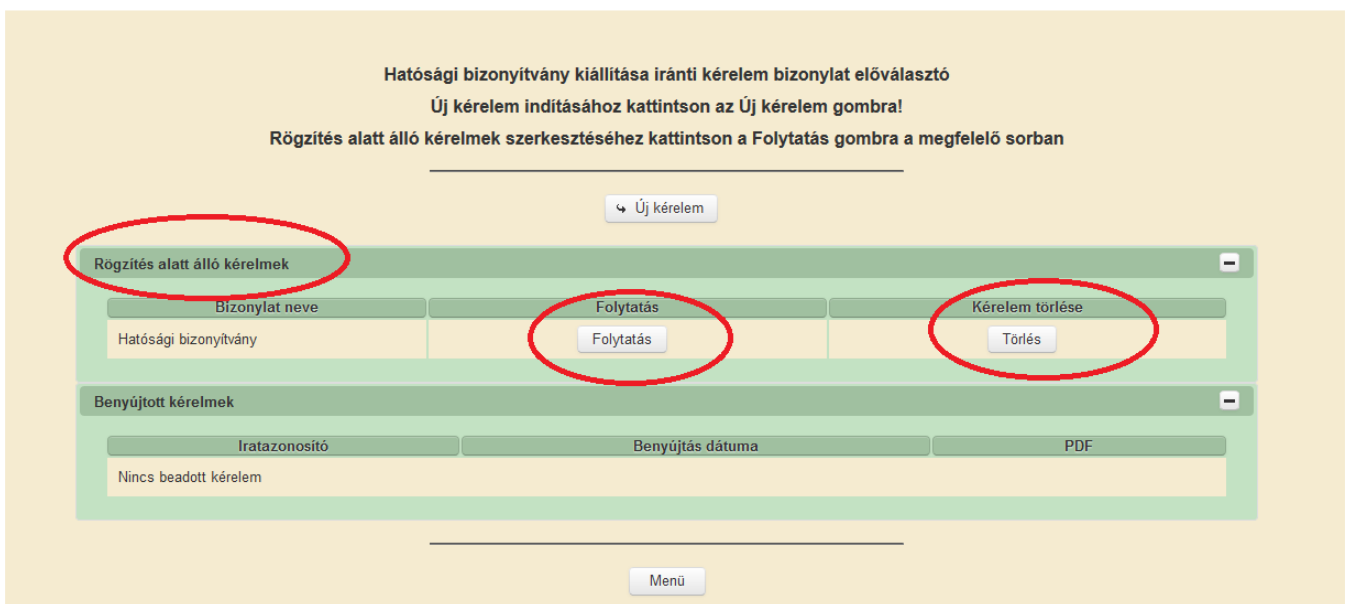 Hatósági bizonyítvány kiállítása iránti kérelem bizonylat előválasztó
Új kérelem indításához kattintson az Új kérelem gombra!
Rögzítés alatt álló kérelmek szerkesztéséhez kattintson a Folytatás gombra a megfelelő sorban
Új kérelem
Rögzítés alatt álló kérelmek
Bizonylat neve Folytatás Kérelem törlése
Hatósági bizonyítvány Folytatás Törlés
Benyújtott kérelmek
Iratazonosító Benyújtás dátuma PDF
Nincs beadott kérelem
Menü